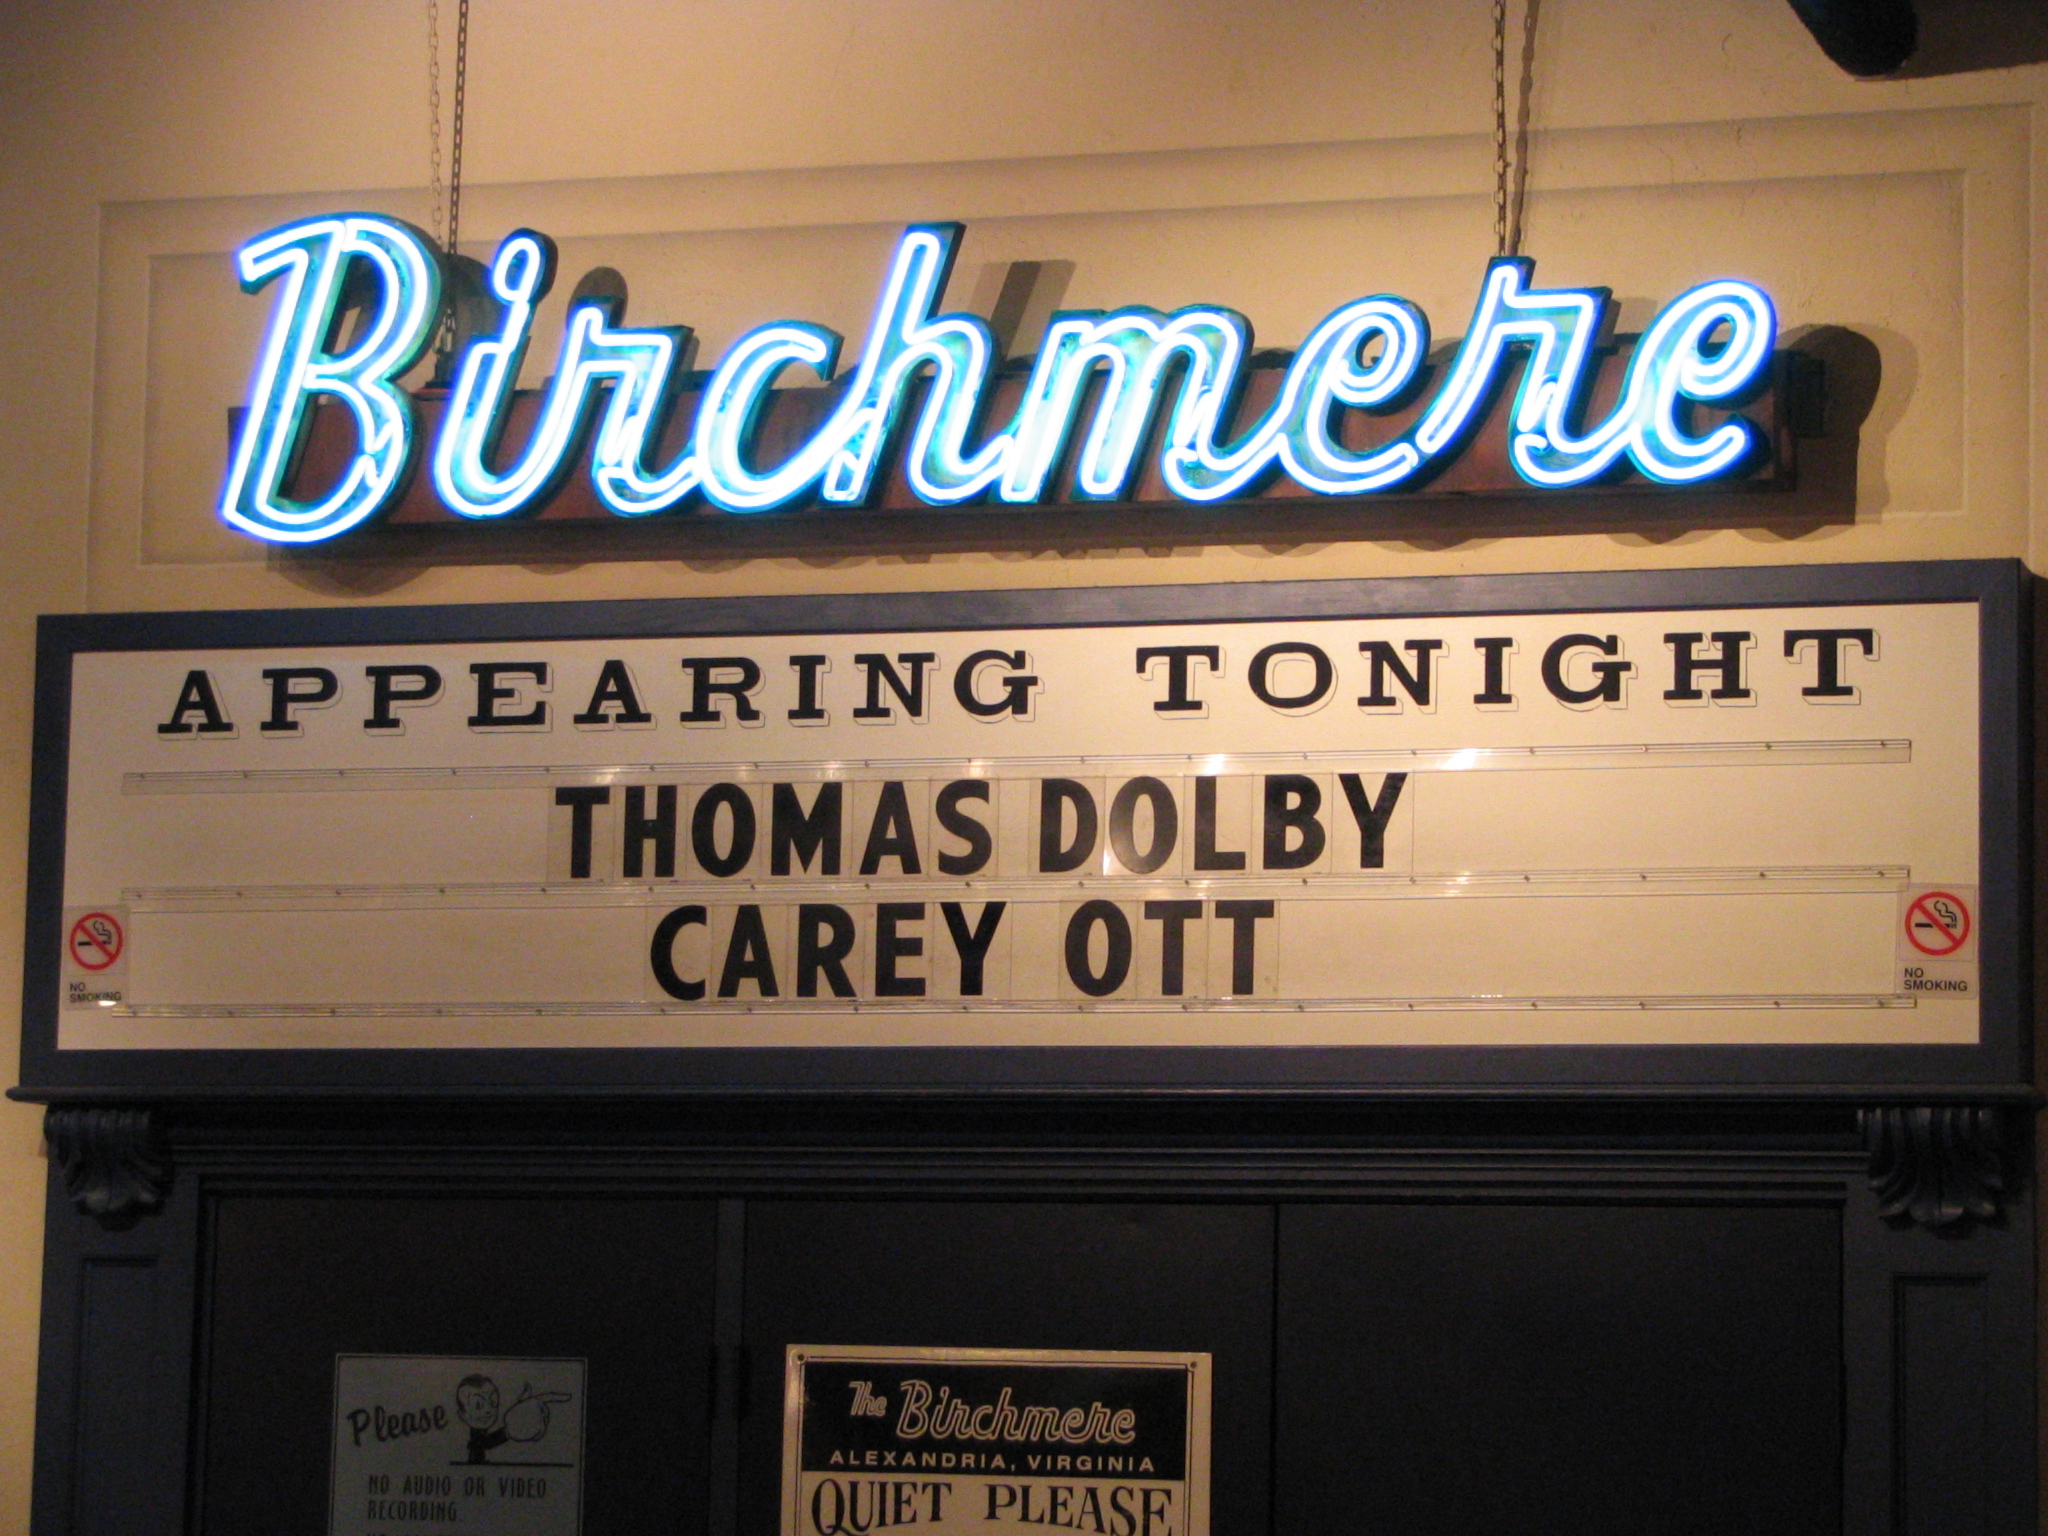 Birchmere
APPEARING TONIGHT
THOMAS DOLBY
CAREY OTT
NO
SMOKING
NO
SMOKING
Please
NO AUDIO OR VIDEO
RECORDING
The Birchmere
ALEXANDRIA, VIRGINIA
QUIET PLEASE